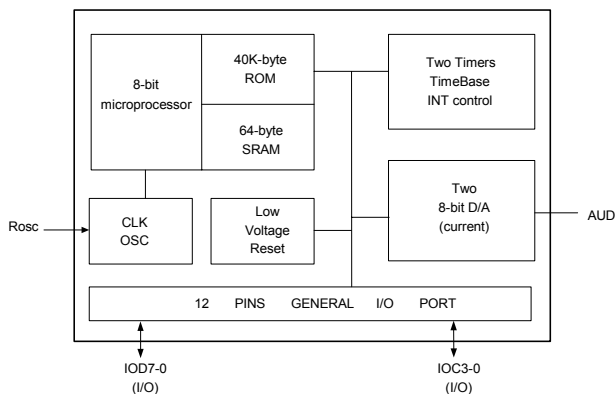 8-bit
microprocessor
40K-byte
ROM
64-byte
SRAM
Two Timers
TimeBase
INT control
Two
8-bit D/A
(current)
Rosc
CLK
OSC
Low
Voltage
Reset
AUD
12 PINS GENERAL I/O PORT
IOD7-0
(I/O)
IOC3-0
(I/O)